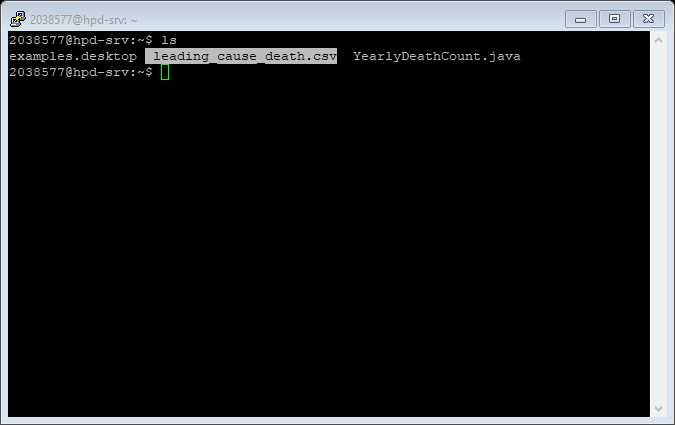 2038577@hpd-srv: ~
2038577@hpd-srv:~$ ls
examples.desktop  leading_cause_death.csv  YearlyDeathCount.java
2038577@hpd-srv:~$